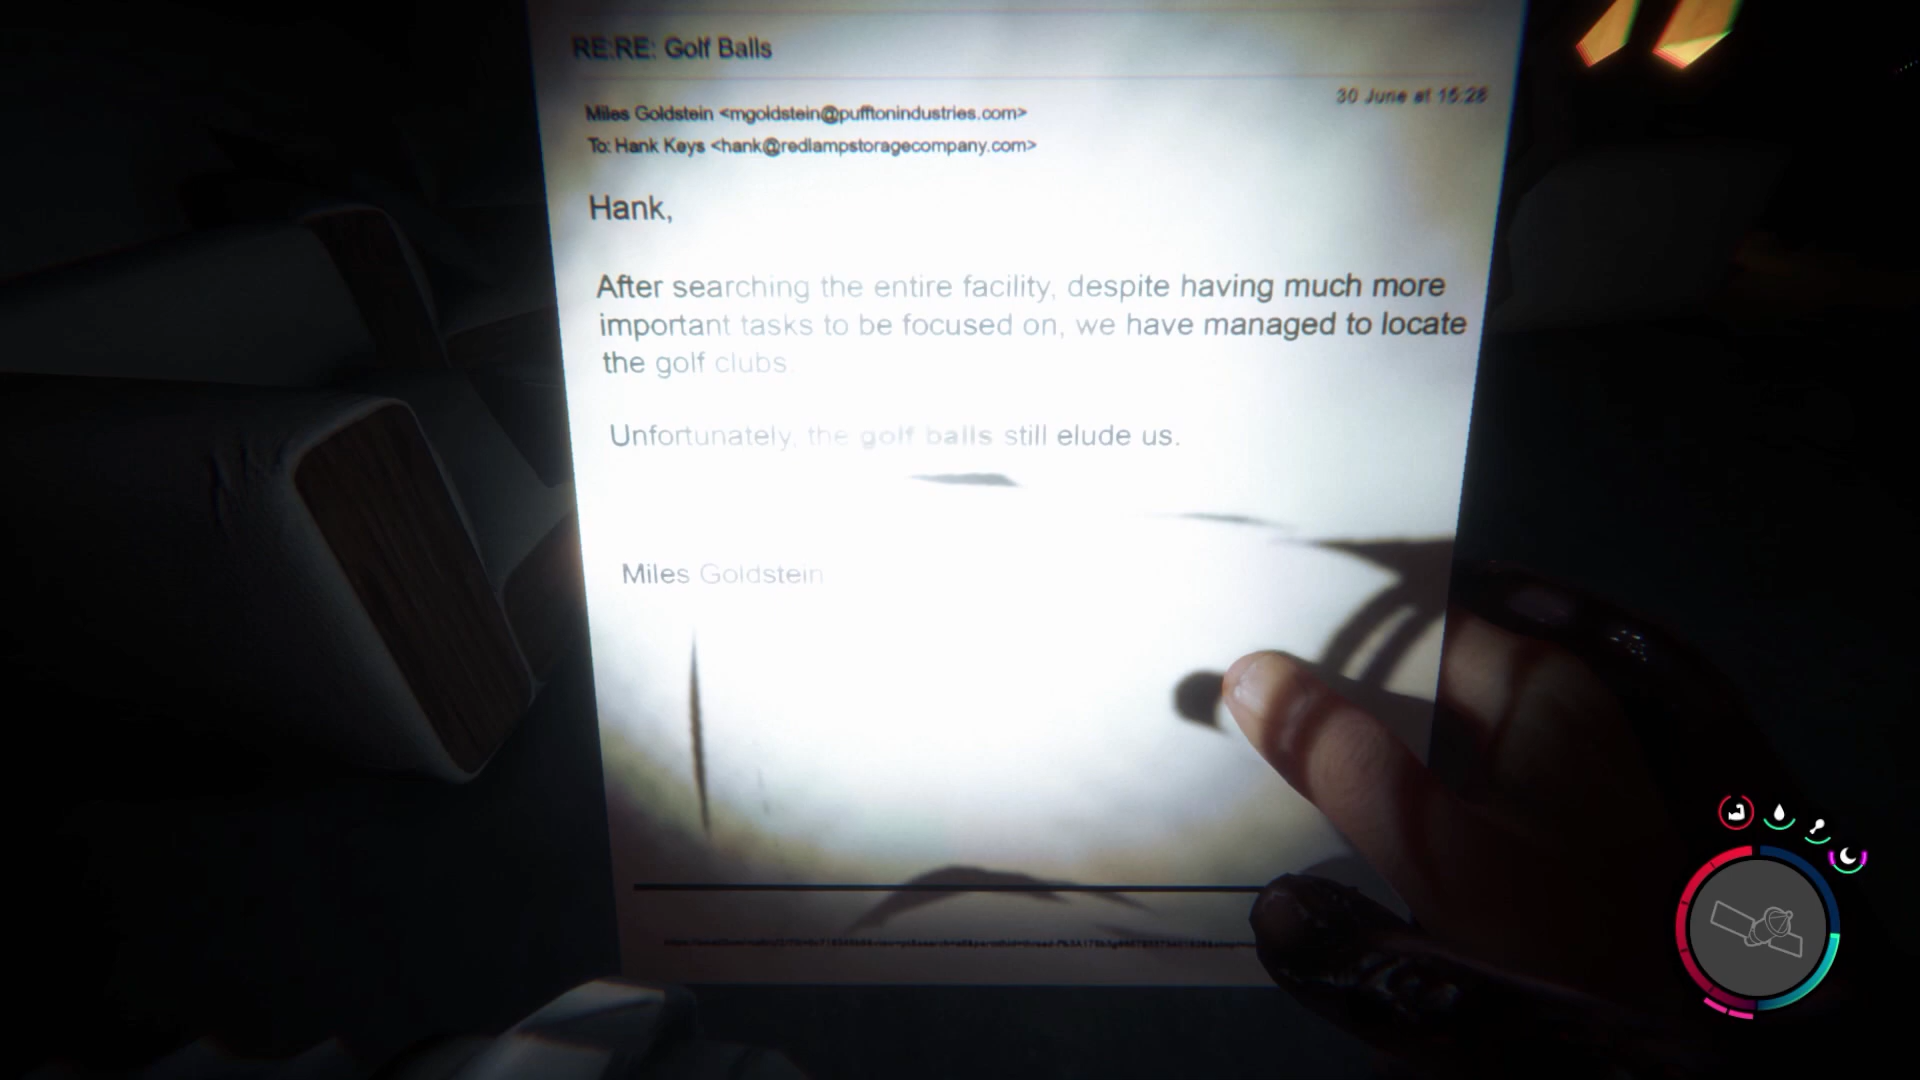 RE:RE: Golf Balls
30 June at 15:28
Miles Goldstein <mgoldstein@pufftonindustries.com>
To: Hank Keys <hank@redlampstoragecompany.com>
Hank,
After searching the entire facility, despite having much more
important tasks to be focused on, we have managed to locate
the golf clubs
Unfortunately, the golf balls still elude us.
Miles Goldstein